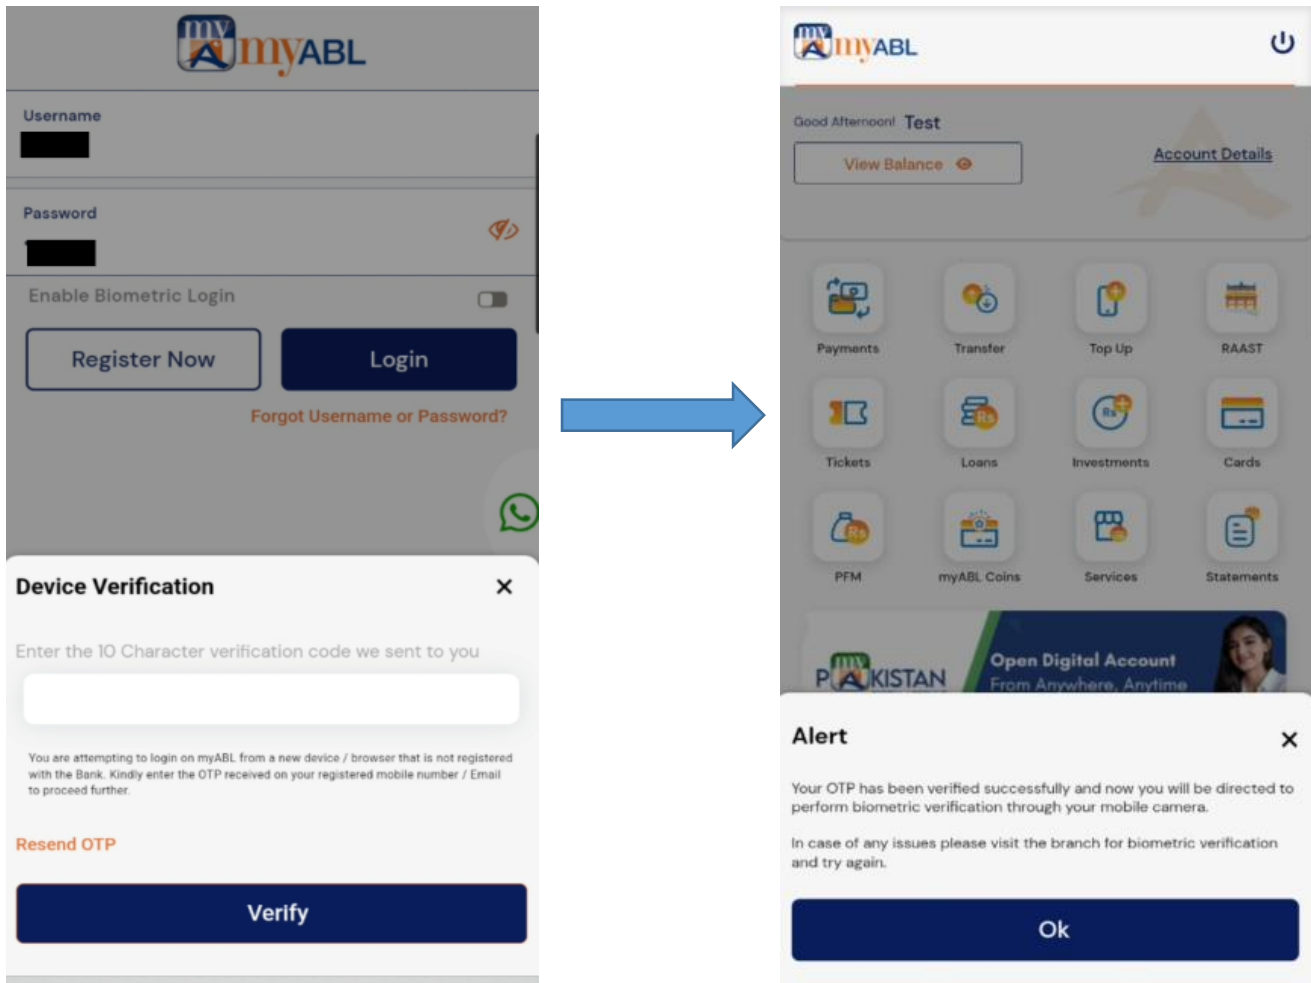 my
myABL
Username
Password
Enable Biometric Login
Register Now
Login
Forgot Username or Password?
Device Verification
Enter the 10 Character verification code we sent to you
You are attempting to login on myABL from a new device / browser that is not registered
with the Bank. Kindly enter the OTP received on your registered mobile number / Email
to proceed further.
Resend OTP
Verify
my
myABL
Good Afternoon! Test
View Balance
Account Details
Payments
Transfer
Top Up
RAAST
Rs
Rs
Tickets
Loans
Investments
Cards
Rs
PFM
myABL Coins
Services
Statements
Open Digital Account
From Anywhere, Anytime
my
PAKISTAN
Alert
Your OTP has been verified successfully and now you will be directed to
perform biometric verification through your mobile camera.
In case of any issues please visit the branch for biometric verification
and try again.
Ok